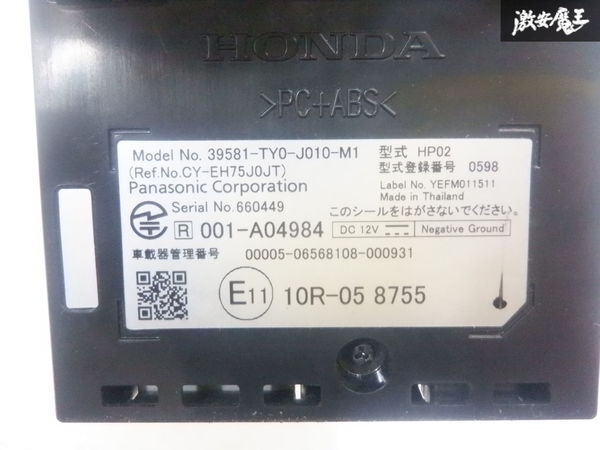 激安魔王
HONDA
>PC+ABS<
Model No. 39581-TY0-J010-M1 型式 HP02
(Ref.No.CY-EH75J0JT) 型式登録番号 0598
Panasonic Corporation Label No. YEFM011511
Made in Thailand
Serial No.660449 このシールをはがさないでください。
R 001-A04984 DC 12V Negative Ground
車載器管理番号 00005-06568108-000931
E11 10R-05 8755